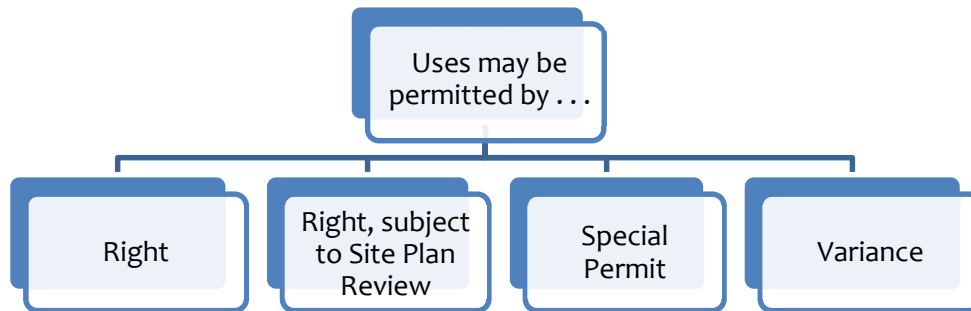 Uses may be
permitted by . . .
Right
Right, subject
to Site Plan
Review
Special
Permit
Variance